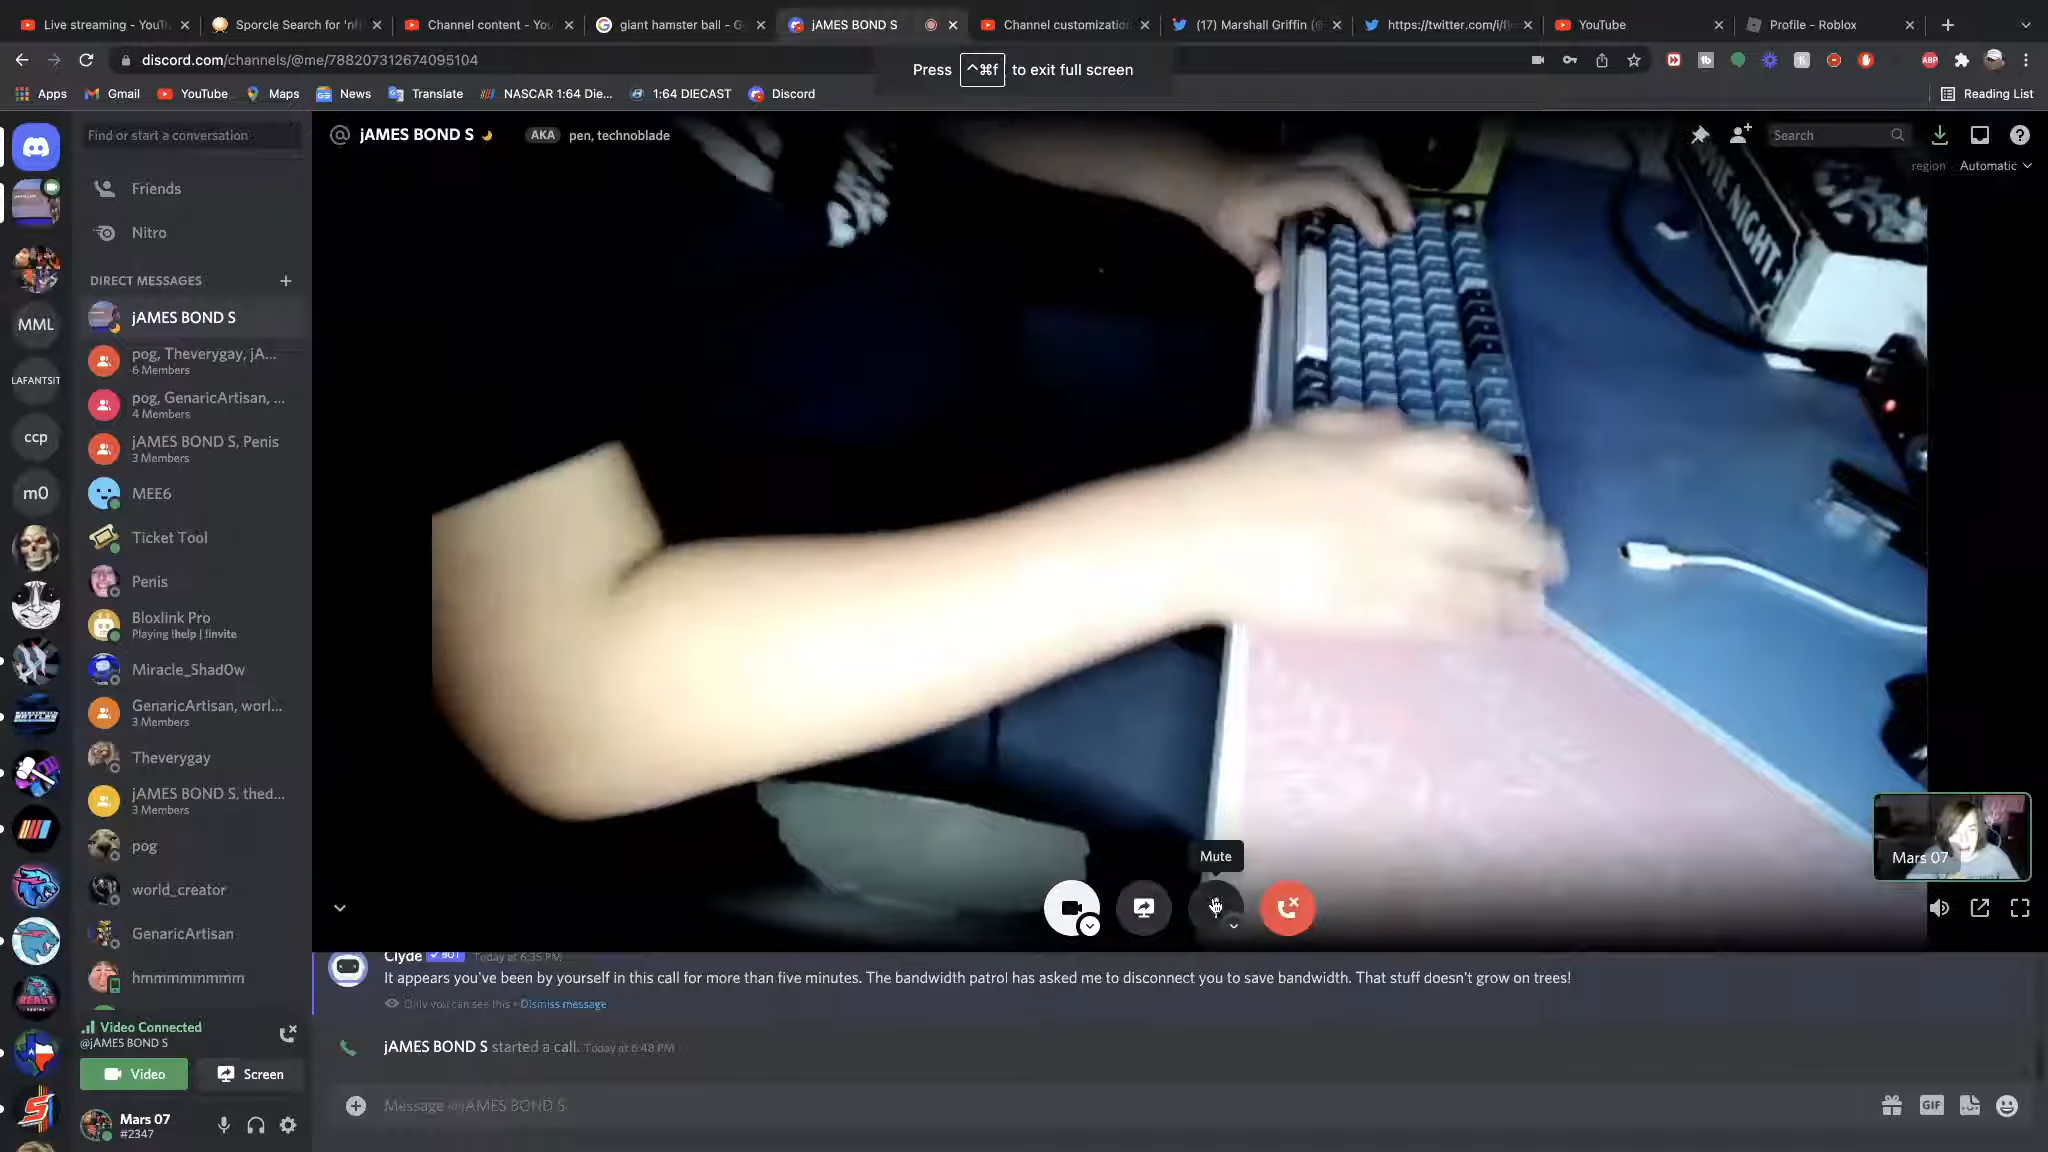 Live streaming - YouTu
Sporcle Search for 'nfl
Channel content - You
giant hamster ball - G
jAMES BOND S
Channel customizatio
(17) Marshall Griffin (@
https://twitter.com/i/fl
YouTube
Profile - Roblox
discord.com/channels/@me/788207312674095104
Press ^⌘f to exit full screen
Apps
Gmail
YouTube
Maps
News
Translate
NASCAR 1:64 Die...
1:64 DIECAST
Discord
Reading List
Find or start a conversation
jAMES BOND S
AKA pen, technoblade
Search
region Automatic
Friends
Nitro
DIRECT MESSAGES
jAMES BOND S
pog, Theverygay, jA...
6 Members
pog, GenaricArtisan, ...
4 Members
jAMES BOND S, Penis
3 Members
MEE6
Ticket Tool
Penis
Bloxlink Pro
Playing !help | !invite
Miracle_Shad0w
GenaricArtisan, worl...
3 Members
Theverygay
jAMES BOND S, thed...
3 Members
pog
world_creator
GenaricArtisan
hmmmmmmmm
MML
LAFANTSIT
ccp
m0
NIGHT
Mars 07
Mute
Clyde BOT Today at 6:35 PM
It appears you've been by yourself in this call for more than five minutes. The bandwidth patrol has asked me to disconnect you to save bandwidth. That stuff doesn't grow on trees!
Only you can see this • Dismiss message
jAMES BOND S started a call. Today at 6:48 PM
Message @jAMES BOND S
GIF
Video Connected
@jAMES BOND S
Video
Screen
Mars 07
#2347
ABP